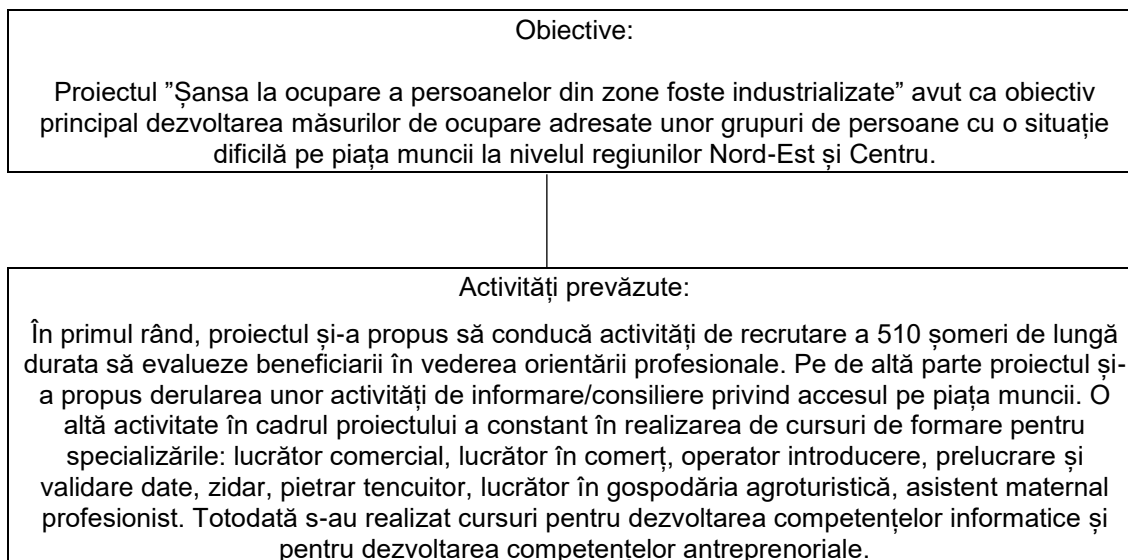 Obiective:
Proiectul ”Șansa la ocupare a persoanelor din zone foste industrializate” avut ca obiectiv
principal dezvoltarea măsurilor de ocupare adresate unor grupuri de persoane cu o situație
dificilă pe piața muncii la nivelul regiunilor Nord-Est și Centru.
Activități prevăzute:
În primul rând, proiectul și-a propus să conducă activități de recrutare a 510 șomeri de lungă
durata să evalueze beneficiarii în vederea orientării profesionale. Pe de altă parte proiectul și-
a propus derularea unor activități de informare/consiliere privind accesul pe piața muncii. O
altă activitate în cadrul proiectului a constant în realizarea de cursuri de formare pentru
specializările: lucrător comercial, lucrător în comerț, operator introducere, prelucrare și
validare date, zidar, pietrar tencuitor, lucrător în gospodăria agroturistică, asistent maternal
profesionist. Totodată s-au realizat cursuri pentru dezvoltarea competențelor informatice și
pentru dezvoltarea competențelor antreprenoriale.